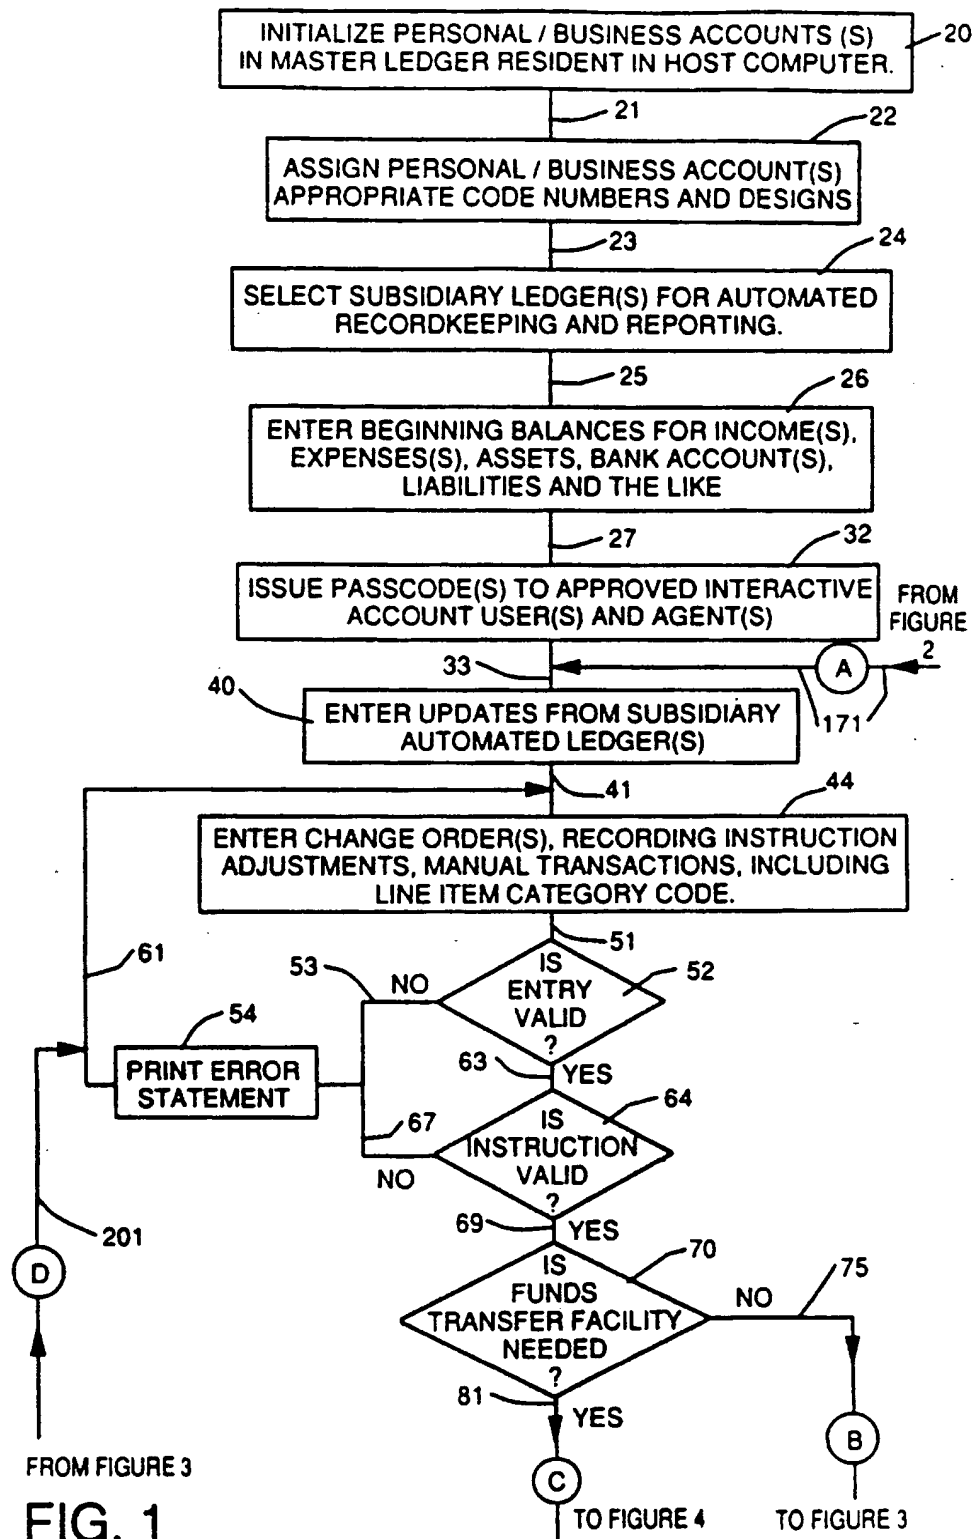 INITIALIZE PERSONAL / BUSINESS ACCOUNTS (S)
IN MASTER LEDGER RESIDENT IN HOST COMPUTER.
20
21
22
ASSIGN PERSONAL / BUSINESS ACCOUNT(S)
APPROPRIATE CODE NUMBERS AND DESIGNS
23
24
SELECT SUBSIDIARY LEDGER(S) FOR AUTOMATED
RECORDKEEPING AND REPORTING.
25
26
ENTER BEGINNING BALANCES FOR INCOME(S),
EXPENSES(S), ASSETS, BANK ACCOUNT(S),
LIABILITIES AND THE LIKE
27
32
ISSUE PASSCODE(S) TO APPROVED INTERACTIVE
ACCOUNT USER(S) AND AGENT(S)
FROM
FIGURE
2
A
33
171
40
ENTER UPDATES FROM SUBSIDIARY
AUTOMATED LEDGER(S)
41
44
ENTER CHANGE ORDER(S), RECORDING INSTRUCTION
ADJUSTMENTS, MANUAL TRANSACTIONS, INCLUDING
LINE ITEM CATEGORY CODE.
51
61
53
NO
IS
ENTRY
VALID
?
52
54
PRINT ERROR
STATEMENT
63
YES
64
67
NO
IS
INSTRUCTION
VALID
?
69
YES
201
D
70
IS
FUNDS
TRANSFER FACILITY
NEEDED
?
NO
75
81
YES
B
C
FROM FIGURE 3
TO FIGURE 4
TO FIGURE 3
FIG. 1